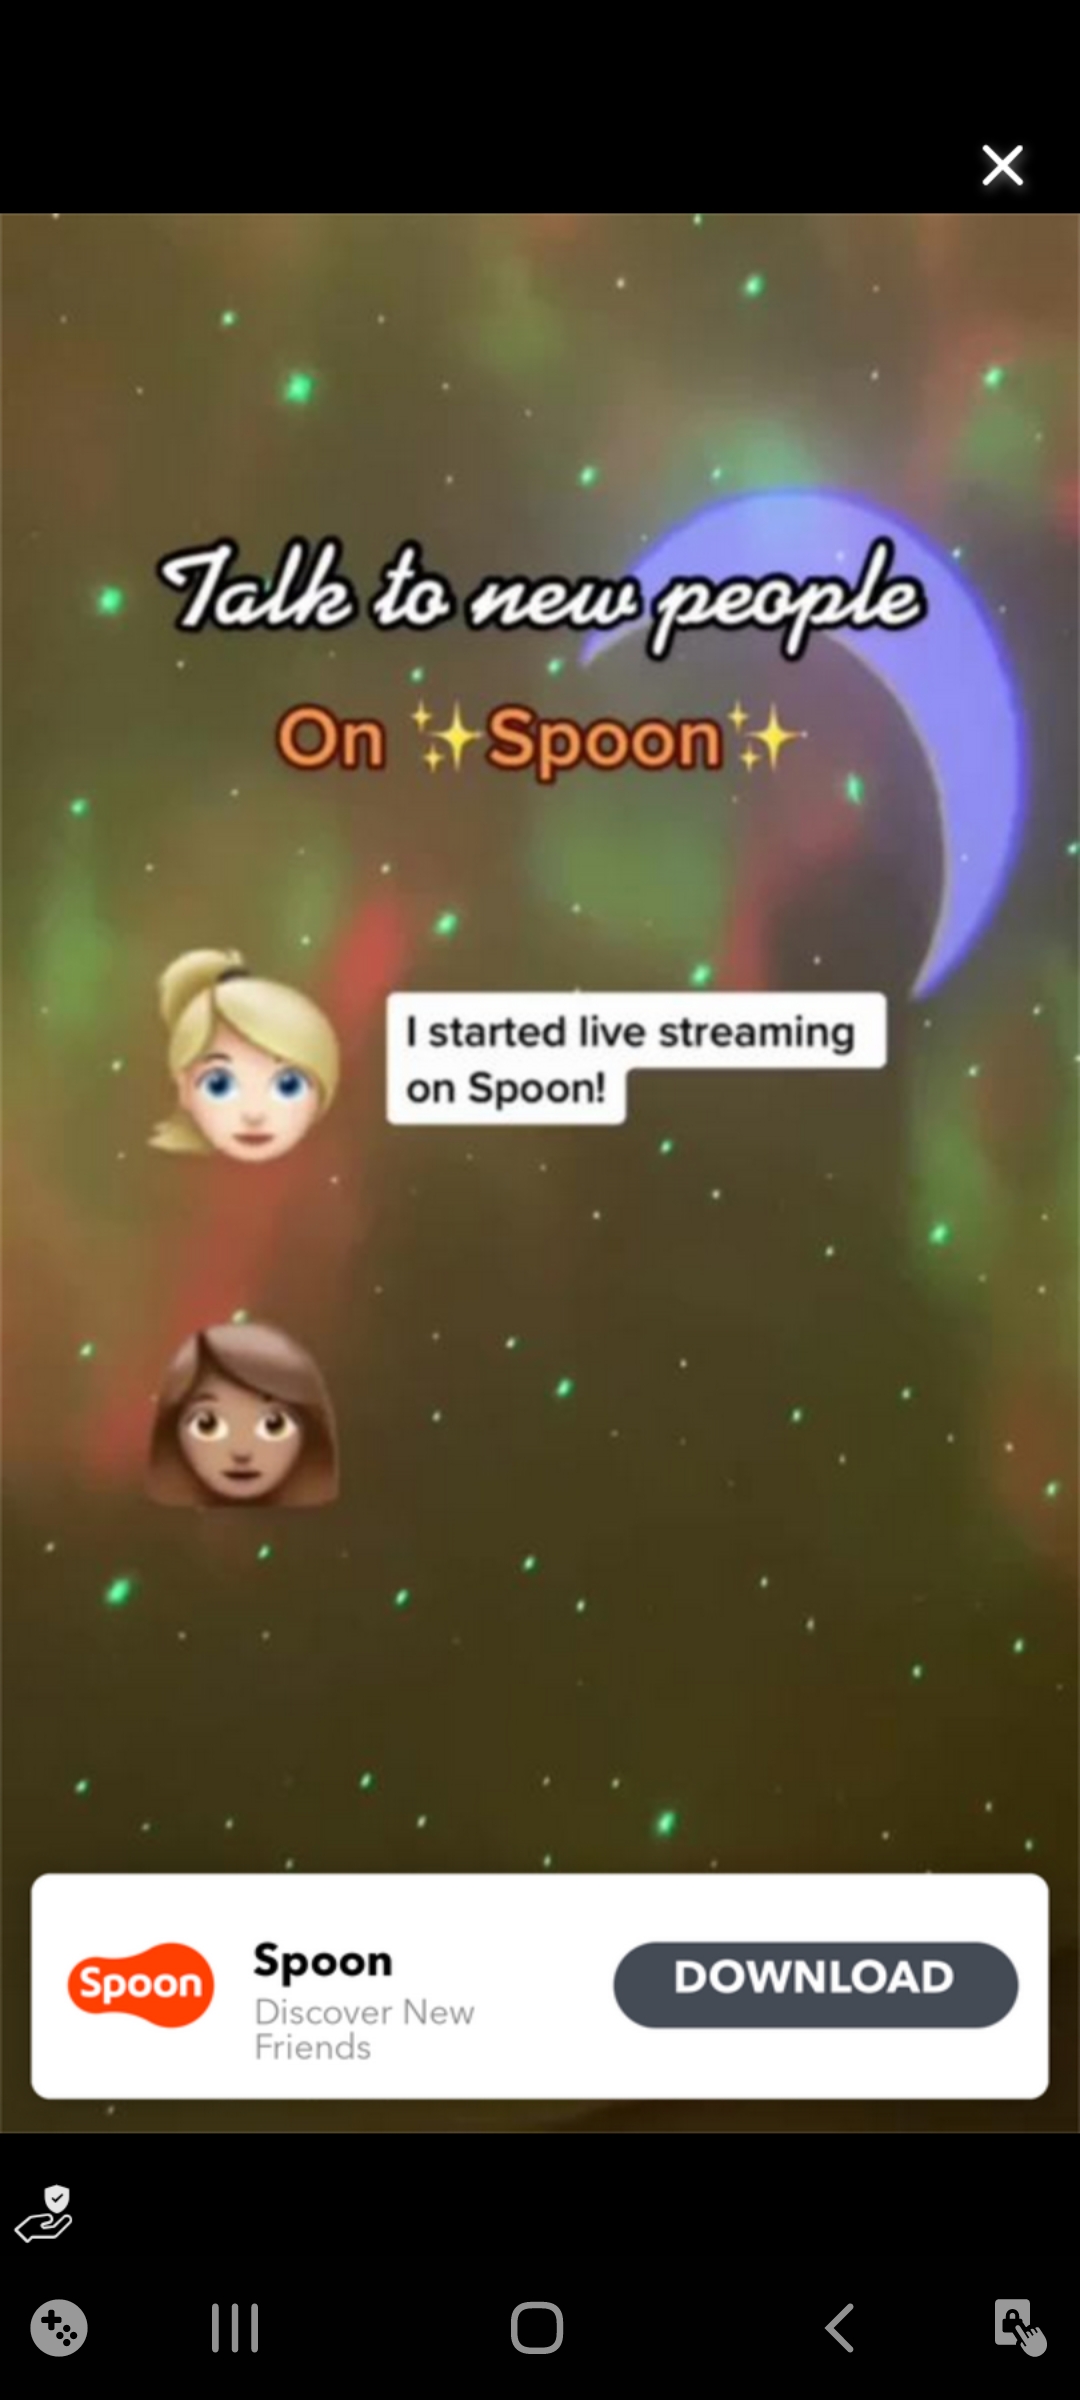 Talk to new people
On ✨Spoon✨
I started live streaming
on Spoon!
Spoon
Spoon
Discover New
Friends
DOWNLOAD